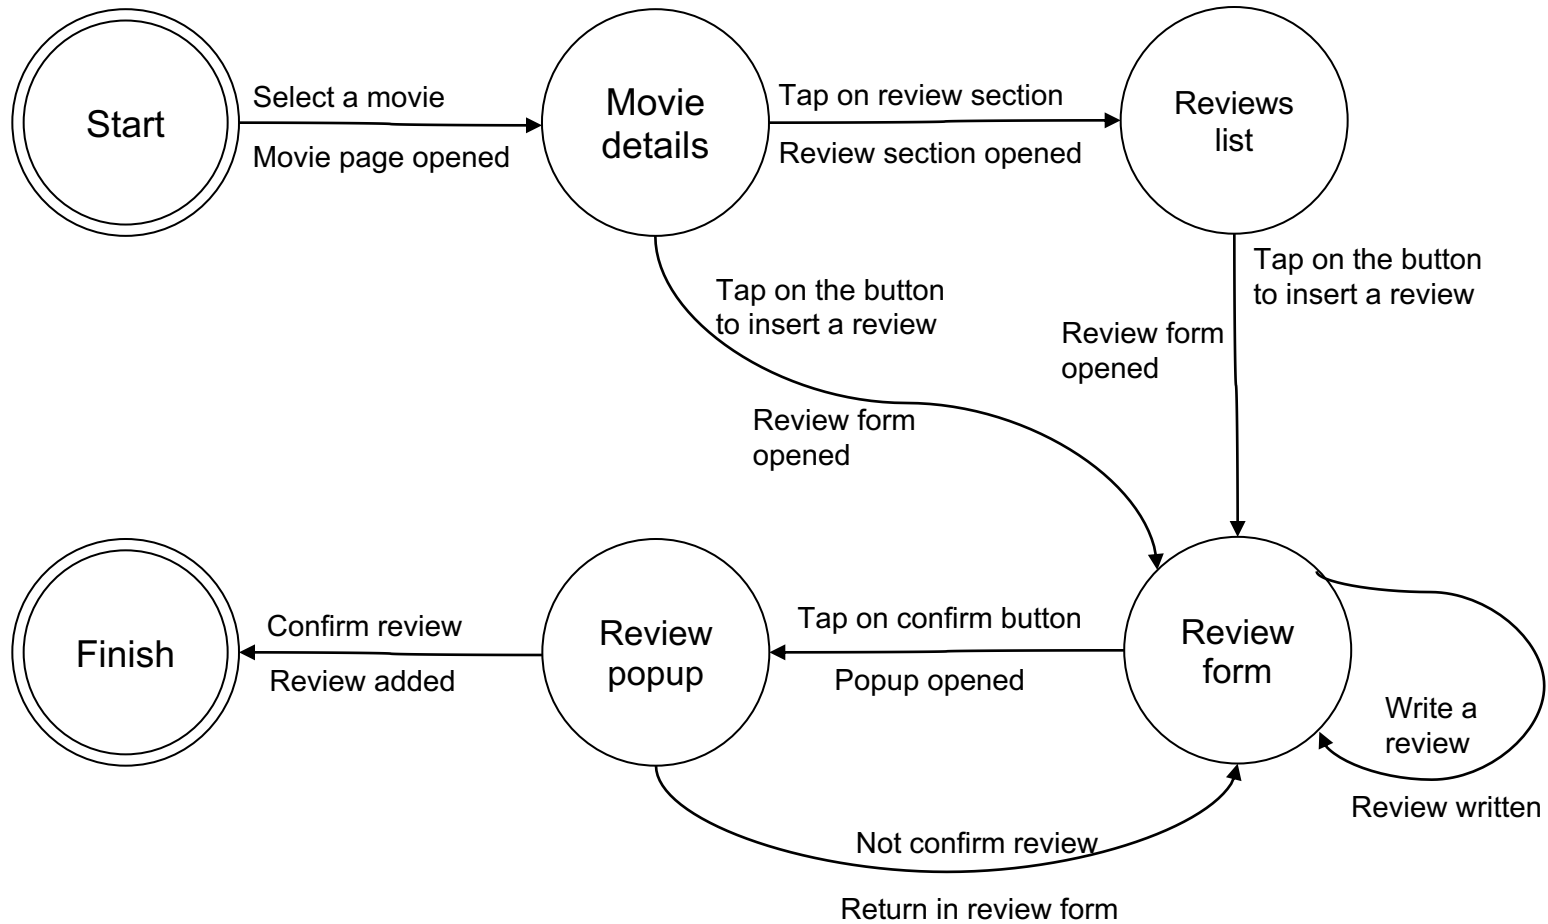 Start
Select a movie
Movie page opened
Movie
details
Tap on review section
Review section opened
Reviews
list
Tap on the button
to insert a review
Review form
opened
Tap on the button
to insert a review
Review form
opened
Review
form
Write a
review
Review written
Tap on confirm button
Popup opened
Review
popup
Confirm review
Review added
Finish
Not confirm review
Return in review form